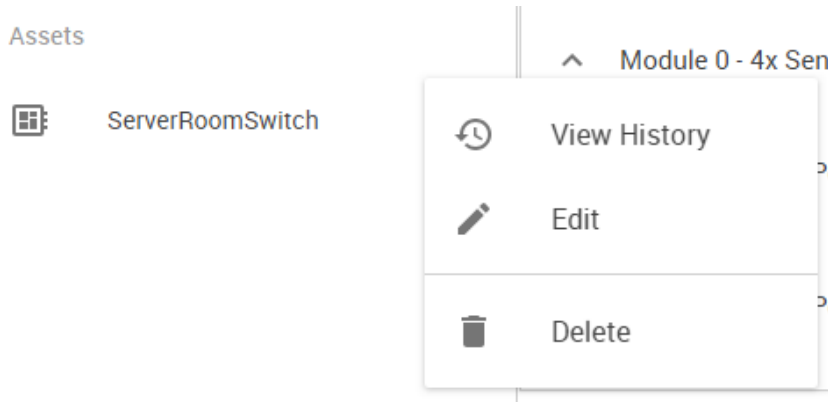 Assets
Module 0 - 4x Sen
ServerRoomSwitch
View History
Edit
Delete